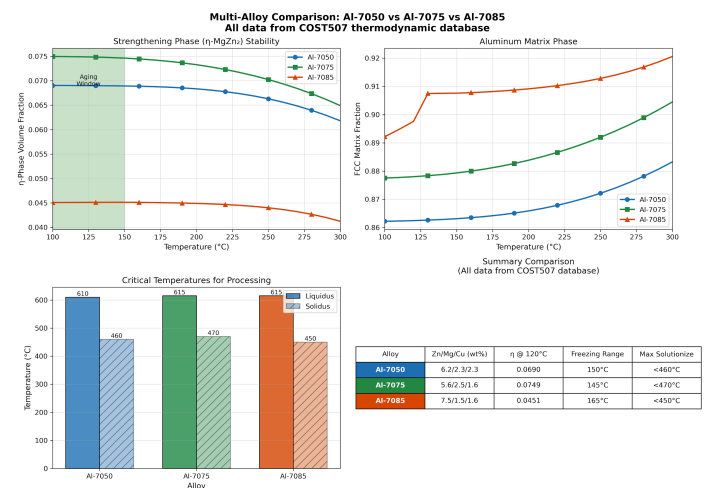 Multi-Alloy Comparison: Al-7050 vs Al-7075 vs Al-7085
All data from COST507 thermodynamic database
Strengthening Phase (η-MgZn₂) Stability
η-Phase Volume Fraction
0.075
0.070
0.065
0.060
0.055
0.050
0.045
0.040
Aging
Window
Al-7050
Al-7075
Al-7085
100 125 150 175 200 225 250 275 300
Temperature (°C)
Aluminum Matrix Phase
FCC Matrix Fraction
0.92
0.91
0.90
0.89
0.88
0.87
0.86
Al-7050
Al-7075
Al-7085
100 125 150 175 200 225 250 275 300
Temperature (°C)
Critical Temperatures for Processing
Temperature (°C)
600
500
400
300
200
100
0
610 460 615 470 615 450
Liquidus
Solidus
Al-7050 Al-7075 Al-7085
Alloy
Summary Comparison
(All data from COST507 database)
Alloy Zn/Mg/Cu (wt%) η @ 120°C Freezing Range Max Solutionize
Al-7050 6.2/2.3/2.3 0.0690 150°C <460°C
Al-7075 5.6/2.5/1.6 0.0749 145°C <470°C
Al-7085 7.5/1.5/1.6 0.0451 165°C <450°C